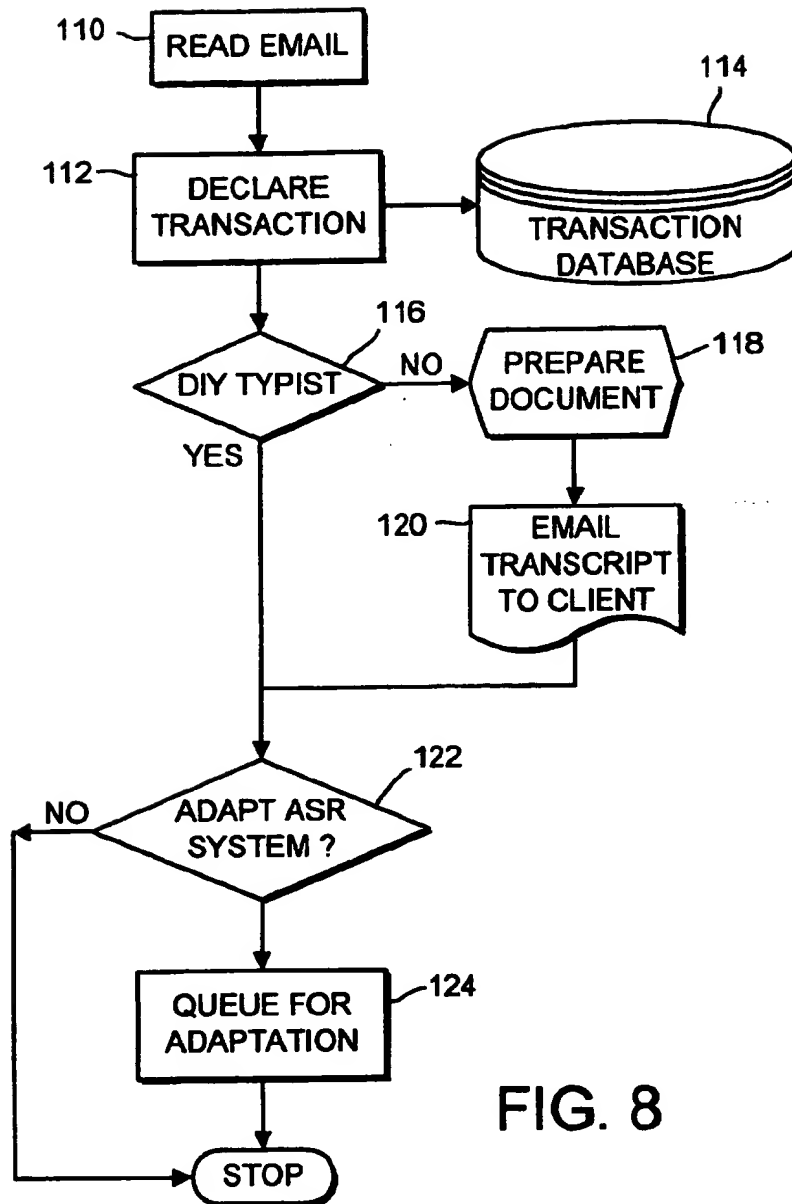 110
READ EMAIL
114
112
DECLARE
TRANSACTION
TRANSACTION
DATABASE
116
118
DIY TYPIST
NO
PREPARE
DOCUMENT
YES
120
EMAIL
TRANSCRIPT
TO CLIENT
122
NO
ADAPT ASR
SYSTEM ?
124
QUEUE FOR
ADAPTATION
FIG. 8
STOP